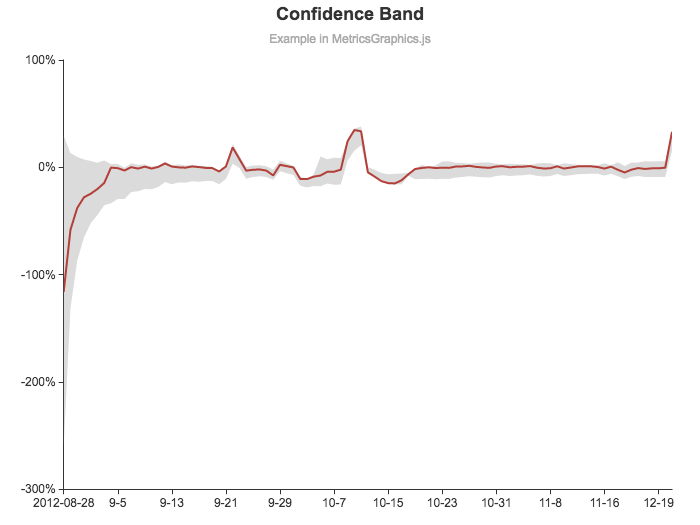 Confidence Band
Example in MetricsGraphics.js
100%
0%
-100%
-200%
-300%
2012-08-28 9-5 9-13 9-21 9-29 10-7 10-15 10-23 10-31 11-8 11-16 12-19